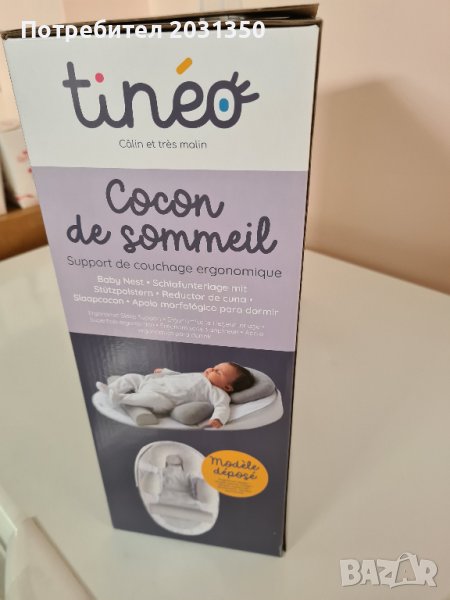 Потребител 2031350
tinéo
Câlin et très malin
Cocon
de sommeil
Support de couchage ergonomique
Baby Nest • Schlafunterlage mit
Stützpolstern • Reductor de cuna •
Slaapcocon • Apoio morfológico para dormir
Modèle
déposé
BAZAR